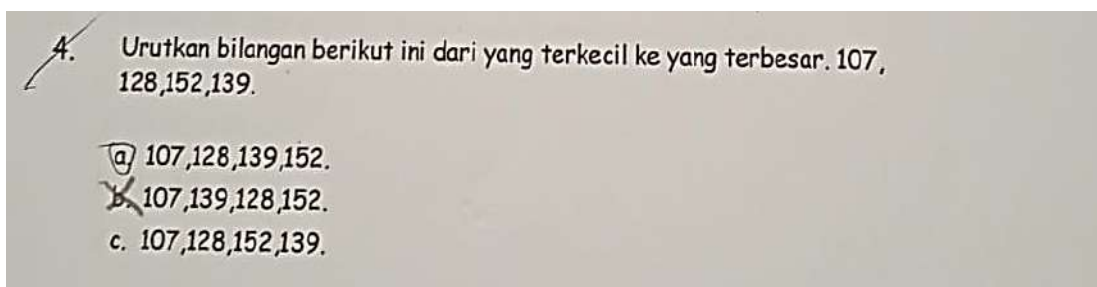 4. Urutkan bilangan berikut ini dari yang terkecil ke yang terbesar. 107,
128,152,139.
a) 107,128,139,152.
b. 107,139,128,152.
c. 107,128,152,139.